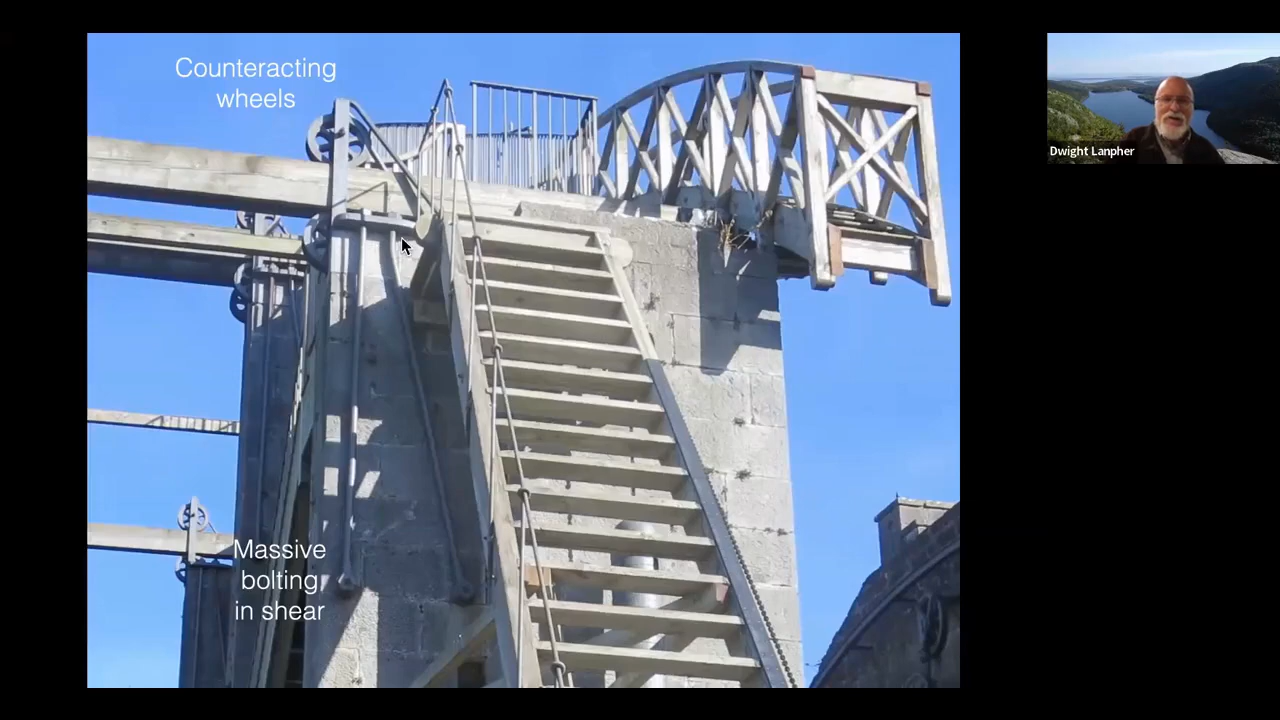 Counteracting
wheels
Dwight Lanpher
Massive
bolting
in shear